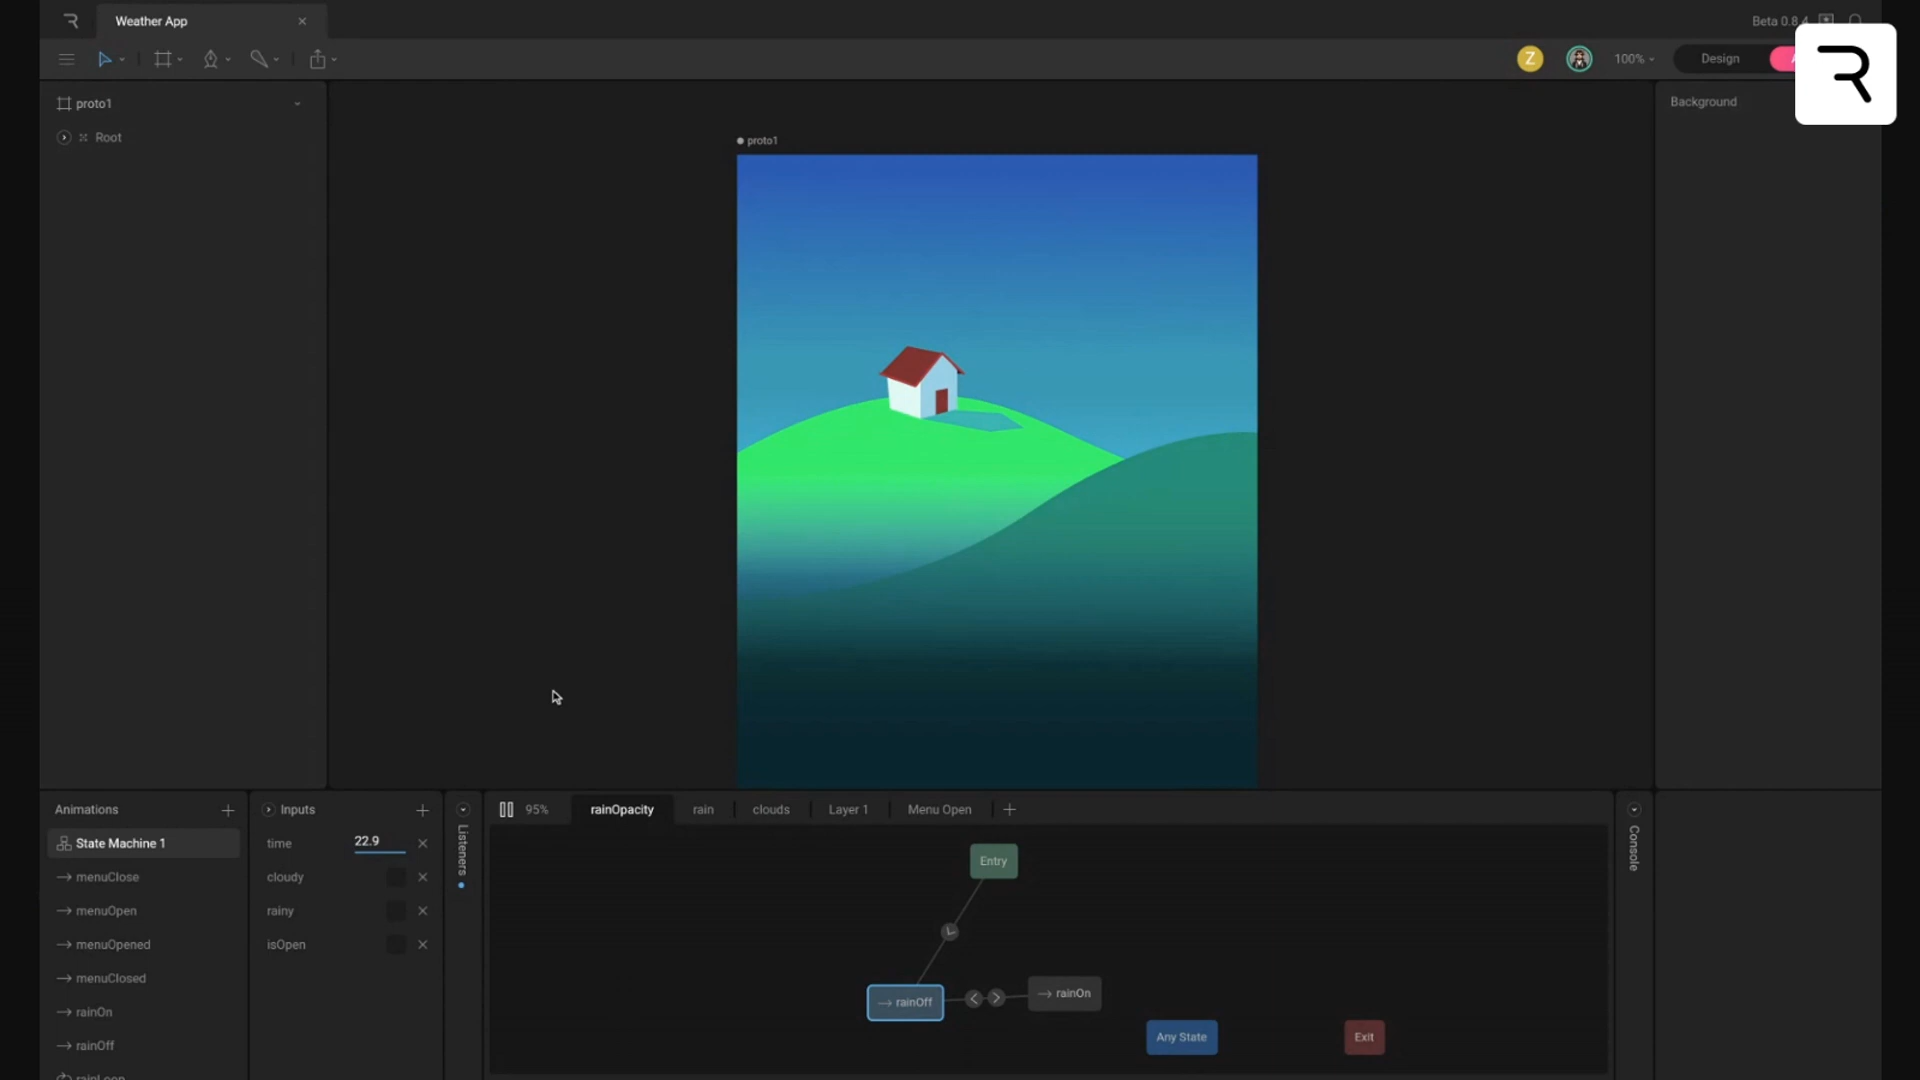 Weather App
Beta 0.8.4
Z
100%
Design
proto1
Background
Root
proto1
Animations
Inputs
95%
rainOpacity
rain
clouds
Layer 1
Menu Open
State Machine 1
time
22.9
Listeners
Console
Entry
menuClose
cloudy
menuOpen
rainy
menuOpened
isOpen
menuClosed
rainOff
rainOn
rainOn
Any State
Exit
rainOff
rainLoop